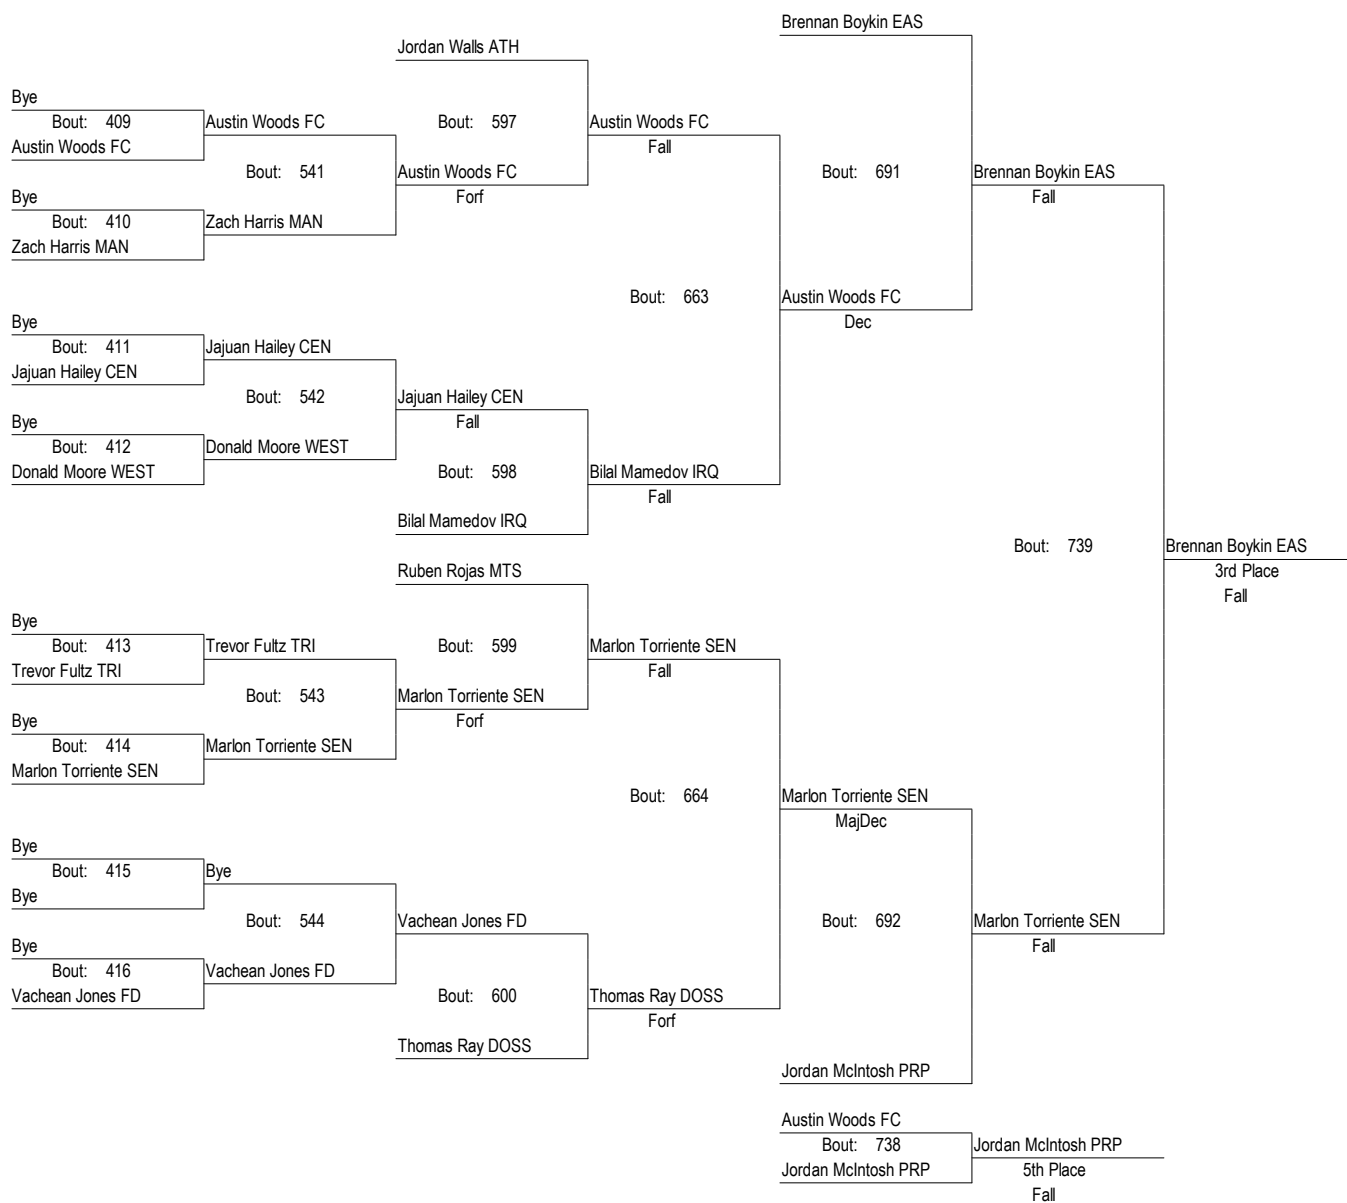 Brennan Boykin EAS
Jordan Walls ATH
Bye
Bout: 409
Austin Woods FC
Bout: 597
Austin Woods FC
Austin Woods FC
Fall
Bout: 541
Austin Woods FC
Bout: 691
Brennan Boykin EAS
Forf
Fall
Bye
Bout: 410
Zach Harris MAN
Zach Harris MAN
Bout: 663
Austin Woods FC
Dec
Bye
Bout: 411
Jajuan Hailey CEN
Jajuan Hailey CEN
Bout: 542
Jajuan Hailey CEN
Fall
Bye
Bout: 412
Donald Moore WEST
Donald Moore WEST
Bout: 598
Bilal Mamedov IRQ
Fall
Bilal Mamedov IRQ
Bout: 739
Brennan Boykin EAS
3rd Place
Fall
Ruben Rojas MTS
Bye
Bout: 413
Trevor Fultz TRI
Bout: 599
Marlon Torriente SEN
Trevor Fultz TRI
Fall
Bout: 543
Marlon Torriente SEN
Forf
Bye
Bout: 414
Marlon Torriente SEN
Marlon Torriente SEN
Bout: 664
Marlon Torriente SEN
MajDec
Bye
Bout: 415
Bye
Bye
Bout: 544
Vachean Jones FD
Bout: 692
Marlon Torriente SEN
Fall
Bye
Bout: 416
Vachean Jones FD
Vachean Jones FD
Bout: 600
Thomas Ray DOSS
Forf
Thomas Ray DOSS
Jordan McIntosh PRP
Austin Woods FC
Bout: 738
Jordan McIntosh PRP
Jordan McIntosh PRP
5th Place
Fall